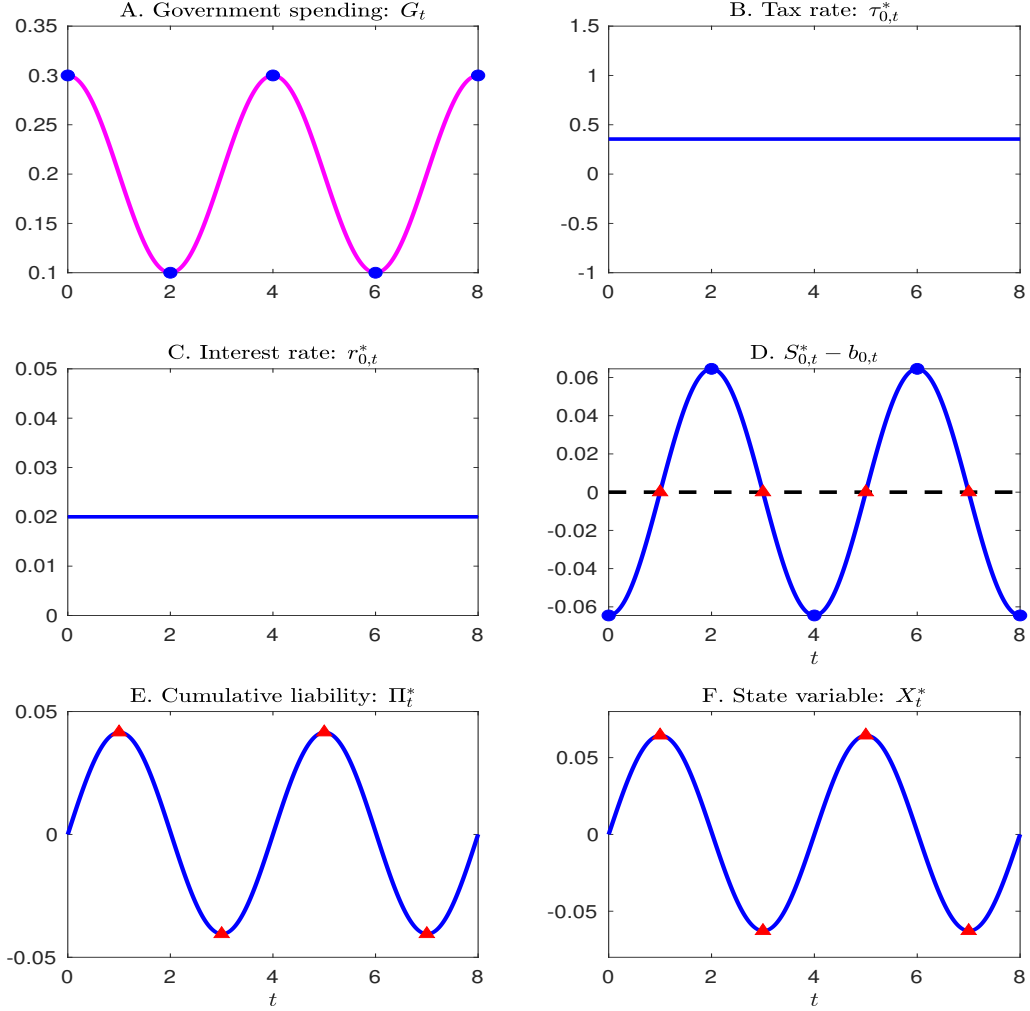 A. Government spending: $G_t$
0.35
0.3
0.25
0.2
0.15
0.1
0 2 4 6 8
B. Tax rate: $\tau^*_{0,t}$
1.5
1
0.5
0
-0.5
-1
0 2 4 6 8
C. Interest rate: $r^*_{0,t}$
0.05
0.04
0.03
0.02
0.01
0
0 2 4 6 8
D. $S^*_{0,t} - b_{0,t}$
0.06
0.04
0.02
0
-0.02
-0.04
-0.06
0 2 4 6 8
t
E. Cumulative liability: $\Pi^*_t$
0.05
0
-0.05
0 2 4 6 8
t
F. State variable: $X^*_t$
0.05
0
-0.05
0 2 4 6 8
t